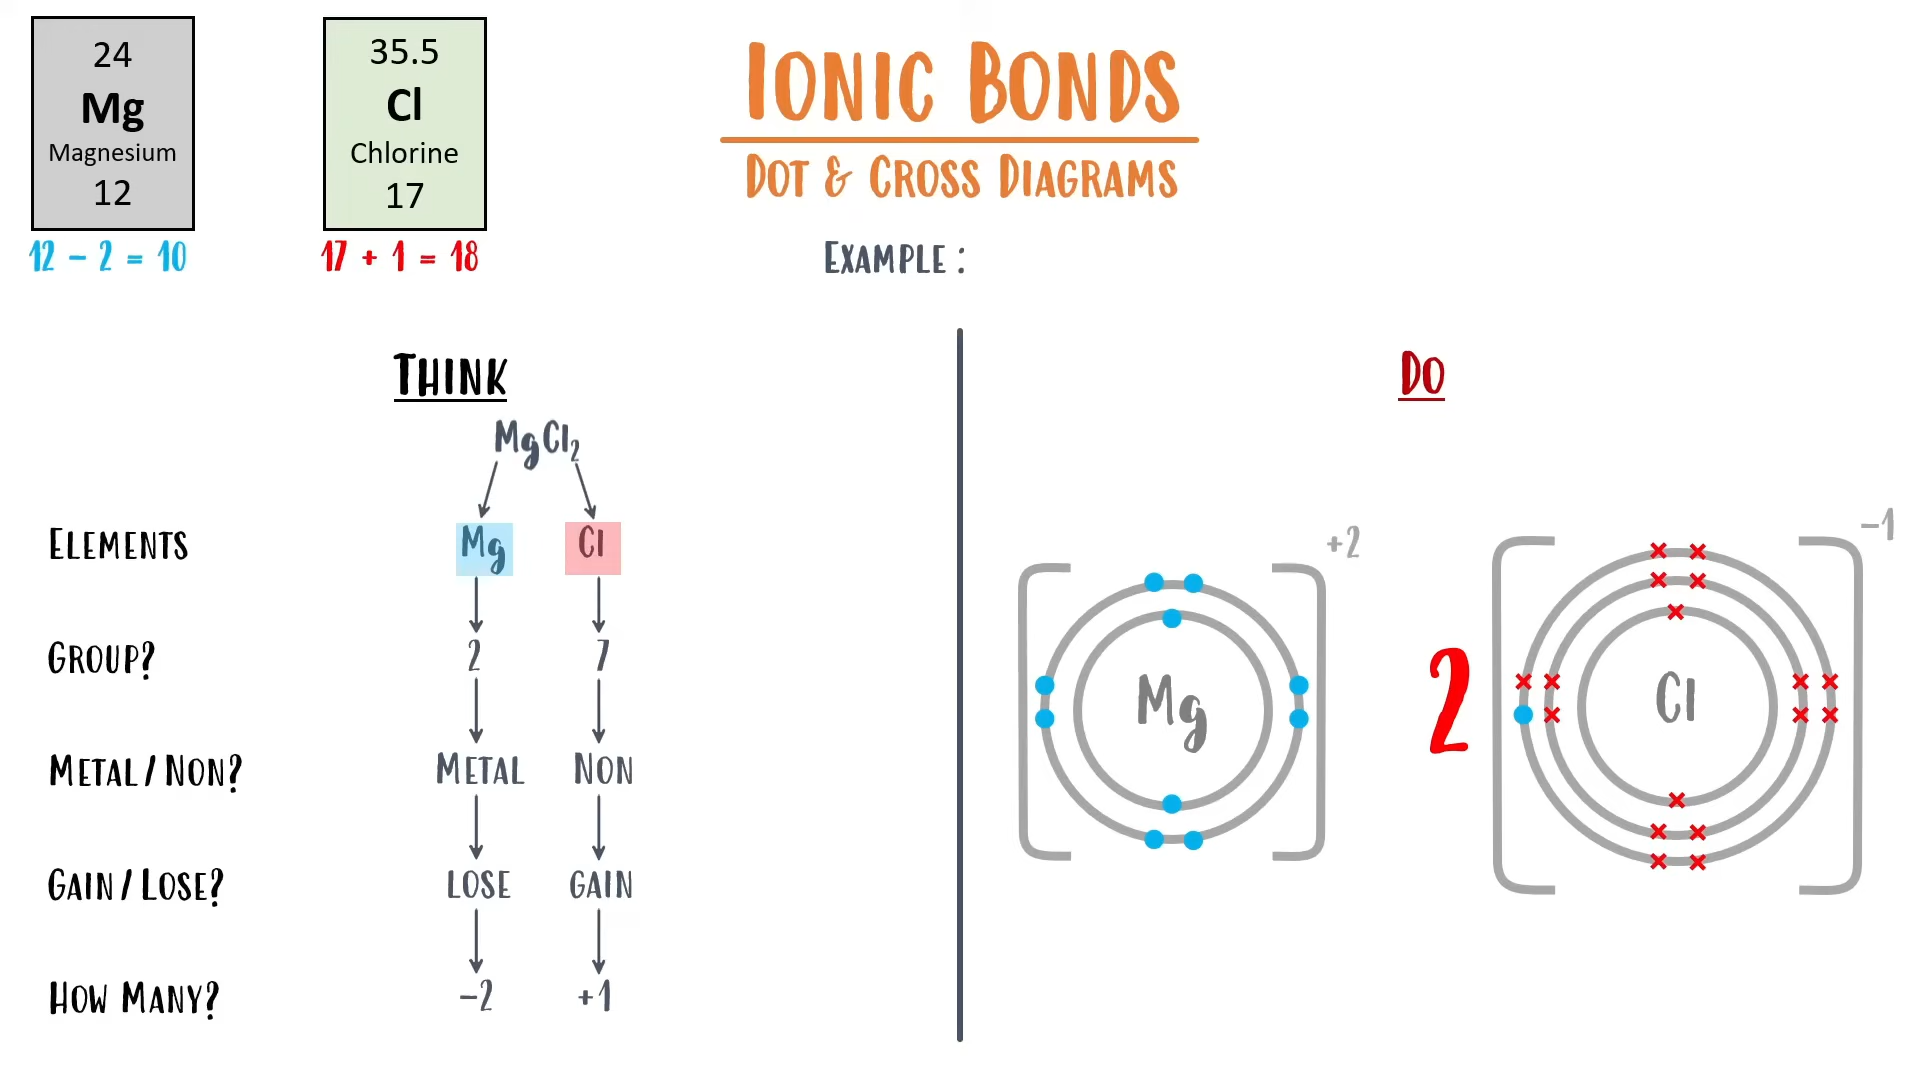 24
Mg
Magnesium
12
12 – 2 = 10
35.5
Cl
Chlorine
17
17 + 1 = 18
IONIC BONDS
DOT & CROSS DIAGRAMS
EXAMPLE :
THINK
MgCl₂
ELEMENTS Mg Cl
GROUP? 2 7
METAL / NON? METAL NON
GAIN / LOSE? LOSE GAIN
HOW MANY? –2 +1
DO
Mg
+2
2
Cl
–1